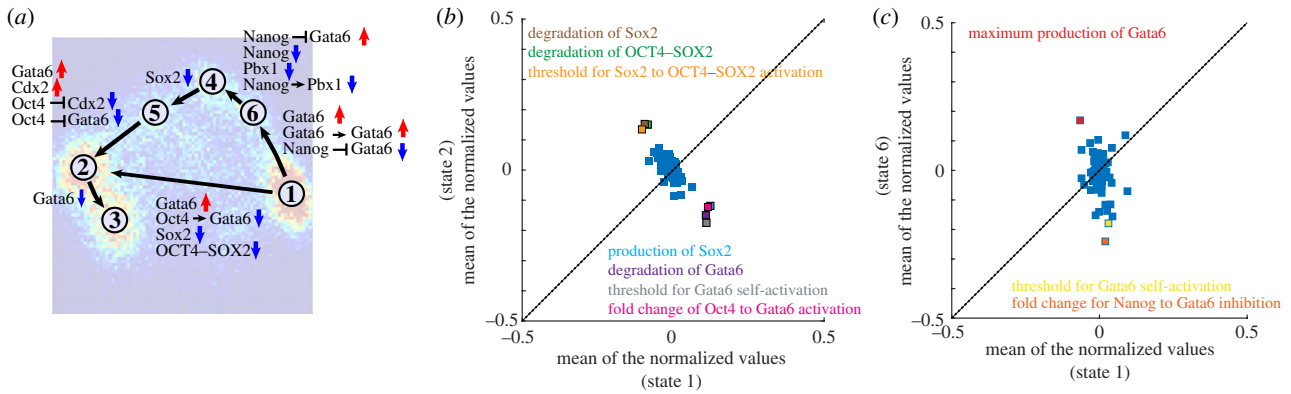 (a)
Nanog⊣Gata6 ↑
Nanog ↓
Pbx1 ↓
Nanog→Pbx1 ↓
Sox2 ↓
Gata6 ↑
Cdx2 ↑
Oct4⊣Cdx2 ↓
Oct4⊣Gata6 ↓
4
5
6
Gata6 ↑
Gata6 → Gata6 ↑
Nanog⊣Gata6 ↓
2
1
Gata6 ↓
3
Gata6 ↑
Oct4→Gata6 ↓
Sox2 ↓
OCT4–SOX2 ↓
(b)
0.5
degradation of Sox2
degradation of OCT4–SOX2
threshold for Sox2 to OCT4–SOX2 activation
mean of the normalized values
(state 2)
0
production of Sox2
degradation of Gata6
threshold for Gata6 self-activation
fold change of Oct4 to Gata6 activation
–0.5
–0.5
0
0.5
mean of the normalized values
(state 1)
(c)
0.5
maximum production of Gata6
mean of the normalized values
(state 6)
0
threshold for Gata6 self-activation
fold change for Nanog to Gata6 inhibition
–0.5
–0.5
0
0.5
mean of the normalized values
(state 1)